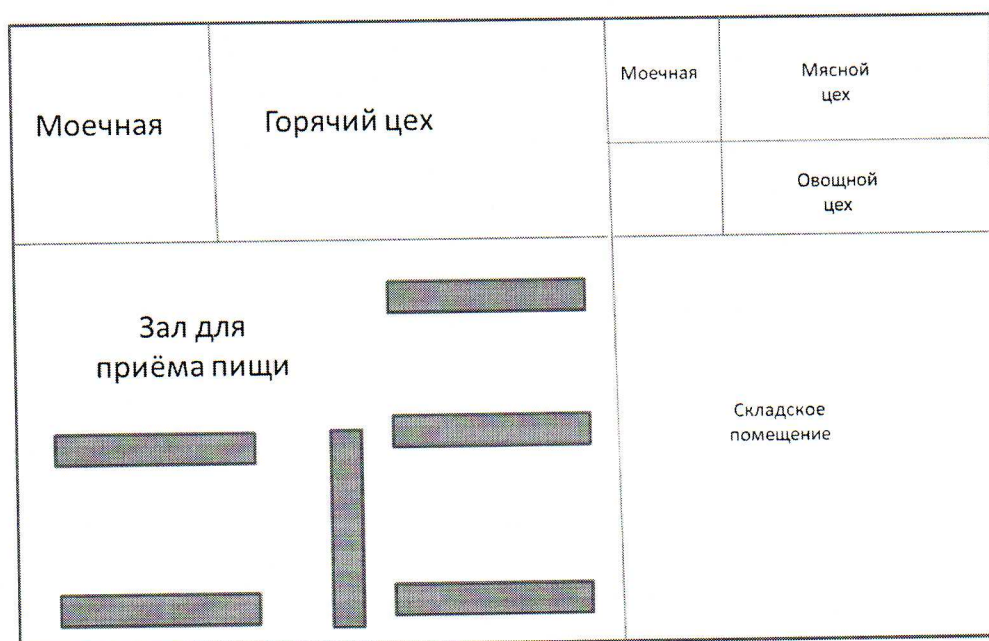 Моечная
Горячий цех
Моечная
Мясной
цех
Овощной
цех
Зал для
приёма пищи
Складское
помещение